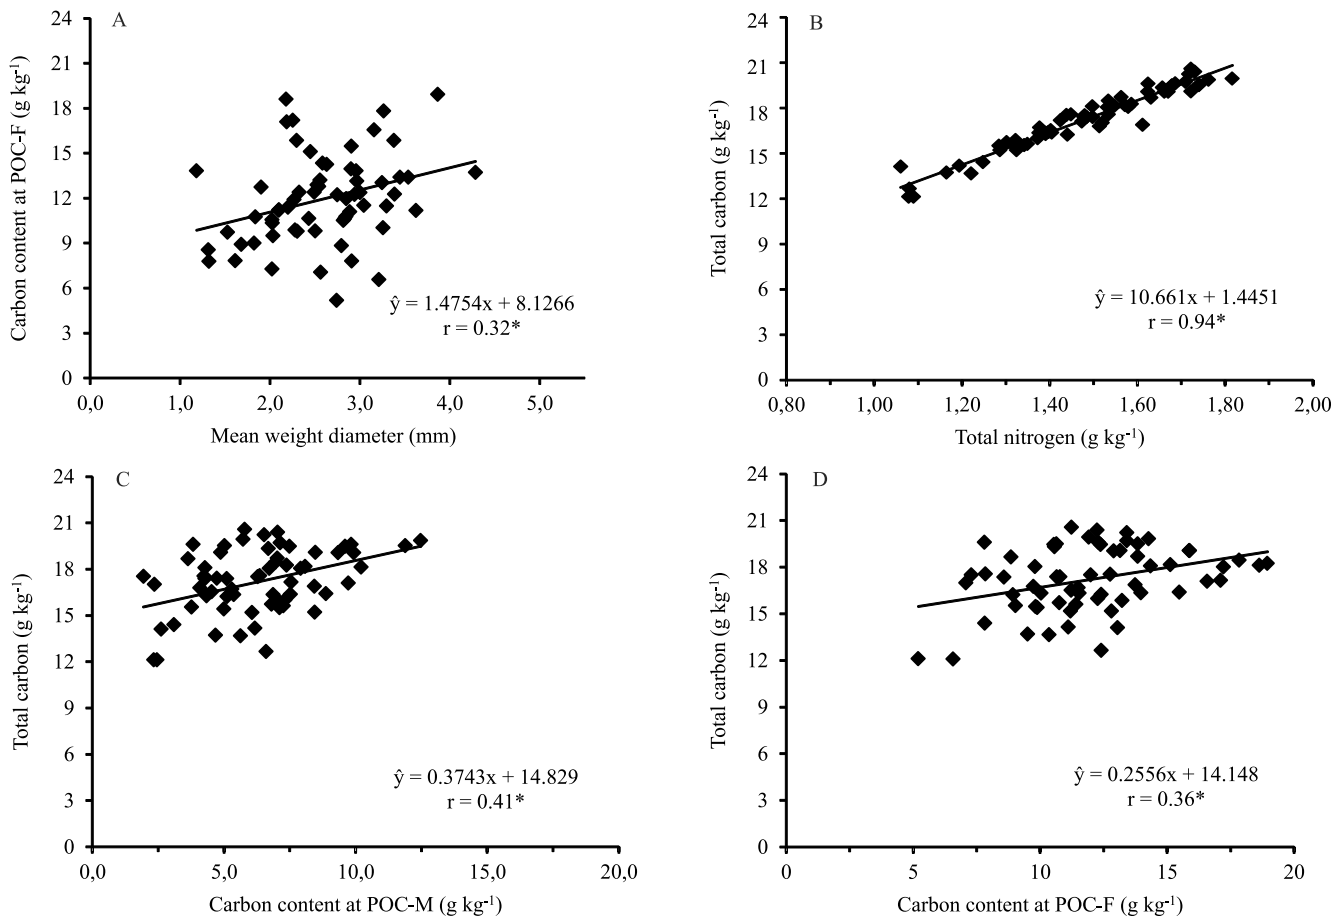 A
Carbon content at POC-F (g kg⁻¹)
24
21
18
15
12
9
6
3
0
ŷ = 1.4754x + 8.1266
r = 0.32*
0,0
1,0
2,0
3,0
4,0
5,0
Mean weight diameter (mm)
B
Total carbon (g kg⁻¹)
24
21
18
15
12
9
6
3
0
ŷ = 10.661x + 1.4451
r = 0.94*
0,80
1,00
1,20
1,40
1,60
1,80
2,00
Total nitrogen (g kg⁻¹)
C
Total carbon (g kg⁻¹)
24
21
18
15
12
9
6
3
0
ŷ = 0.3743x + 14.829
r = 0.41*
0,0
5,0
10,0
15,0
20,0
Carbon content at POC-M (g kg⁻¹)
D
Total carbon (g kg⁻¹)
24
21
18
15
12
9
6
3
0
ŷ = 0.2556x + 14.148
r = 0.36*
0
5
10
15
20
Carbon content at POC-F (g kg⁻¹)